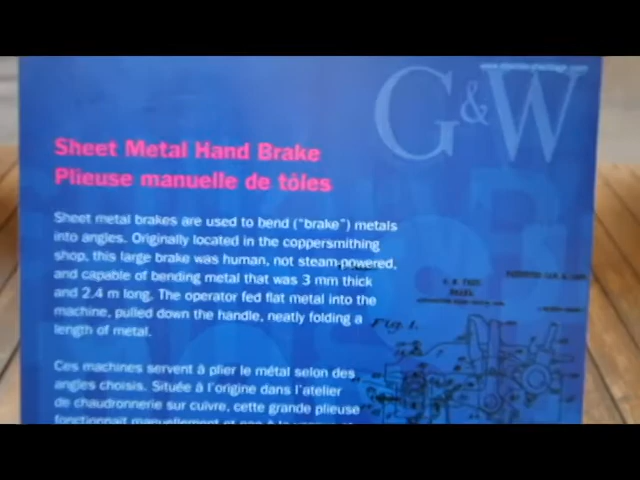 G&W
Sheet Metal Hand Brake
Plieuse manuelle de tôles
Sheet metal brakes are used to bend ("brake") metals
into angles. Originally located in the coppersmithing
shop, this large brake was human, not steam-powered,
and capable of bending metal that was 3 mm thick
and 2.4 m long. The operator fed flat metal into the
machine, pulled down the handle, neatly folding a
length of metal.
Ces machines servent à plier le métal selon des
angles choisis. Située à l'origine dans l'atelier
de chaudronnerie sur cuivre, cette grande plieuse
fonctionnait manuellement et
Fig. 1.